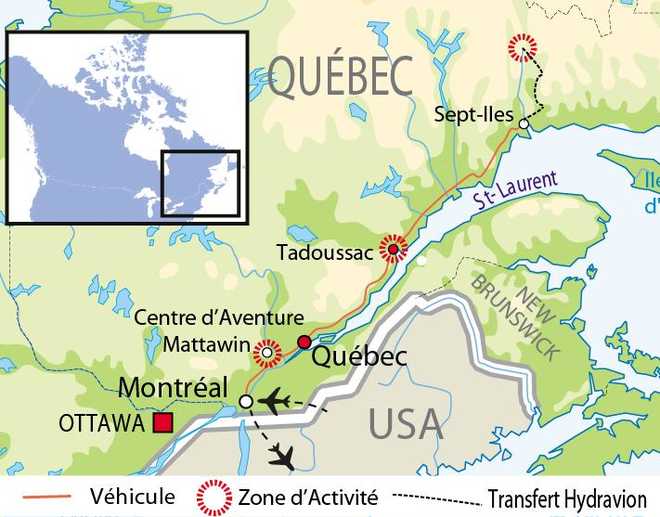 QUÉBEC
Sept-Iles
St-Laurent
Ile
d'
Tadoussac
NEW
BRUNSWICK
Centre d'Aventure
Mattawin
Québec
Montréal
OTTAWA
USA
Véhicule
Zone d'Activité
Transfert Hydravion